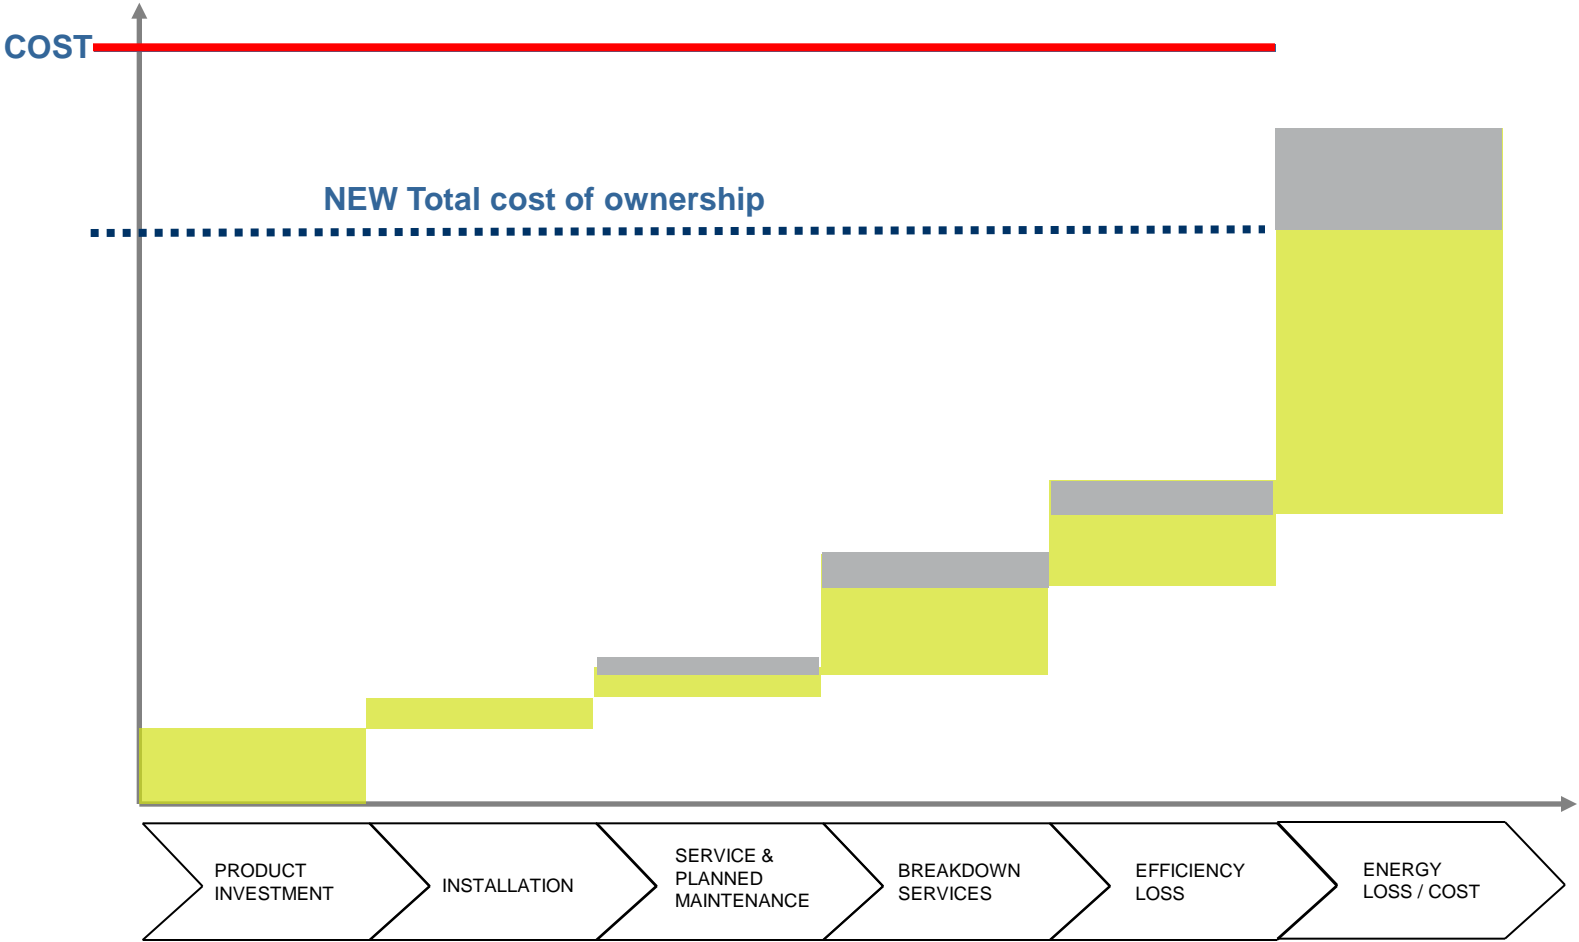 COST
NEW Total cost of ownership
PRODUCT
INVESTMENT
INSTALLATION
SERVICE &
PLANNED
MAINTENANCE
BREAKDOWN
SERVICES
EFFICIENCY
LOSS
ENERGY
LOSS / COST